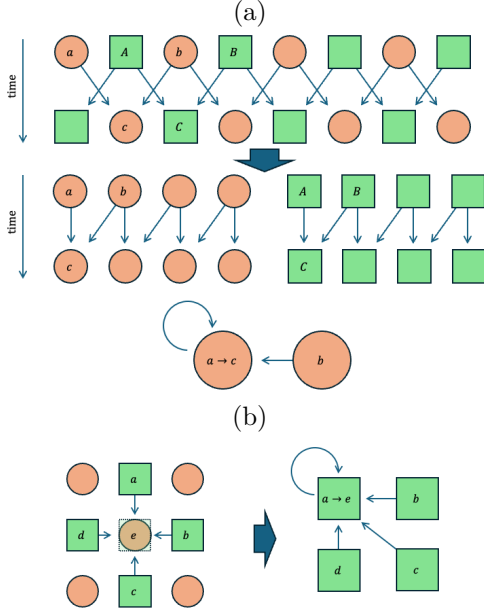 (a)
time
a A b B
c C
time
a b A B
c C
a → c b
(b)
a
d e b
c
a → e b
d c